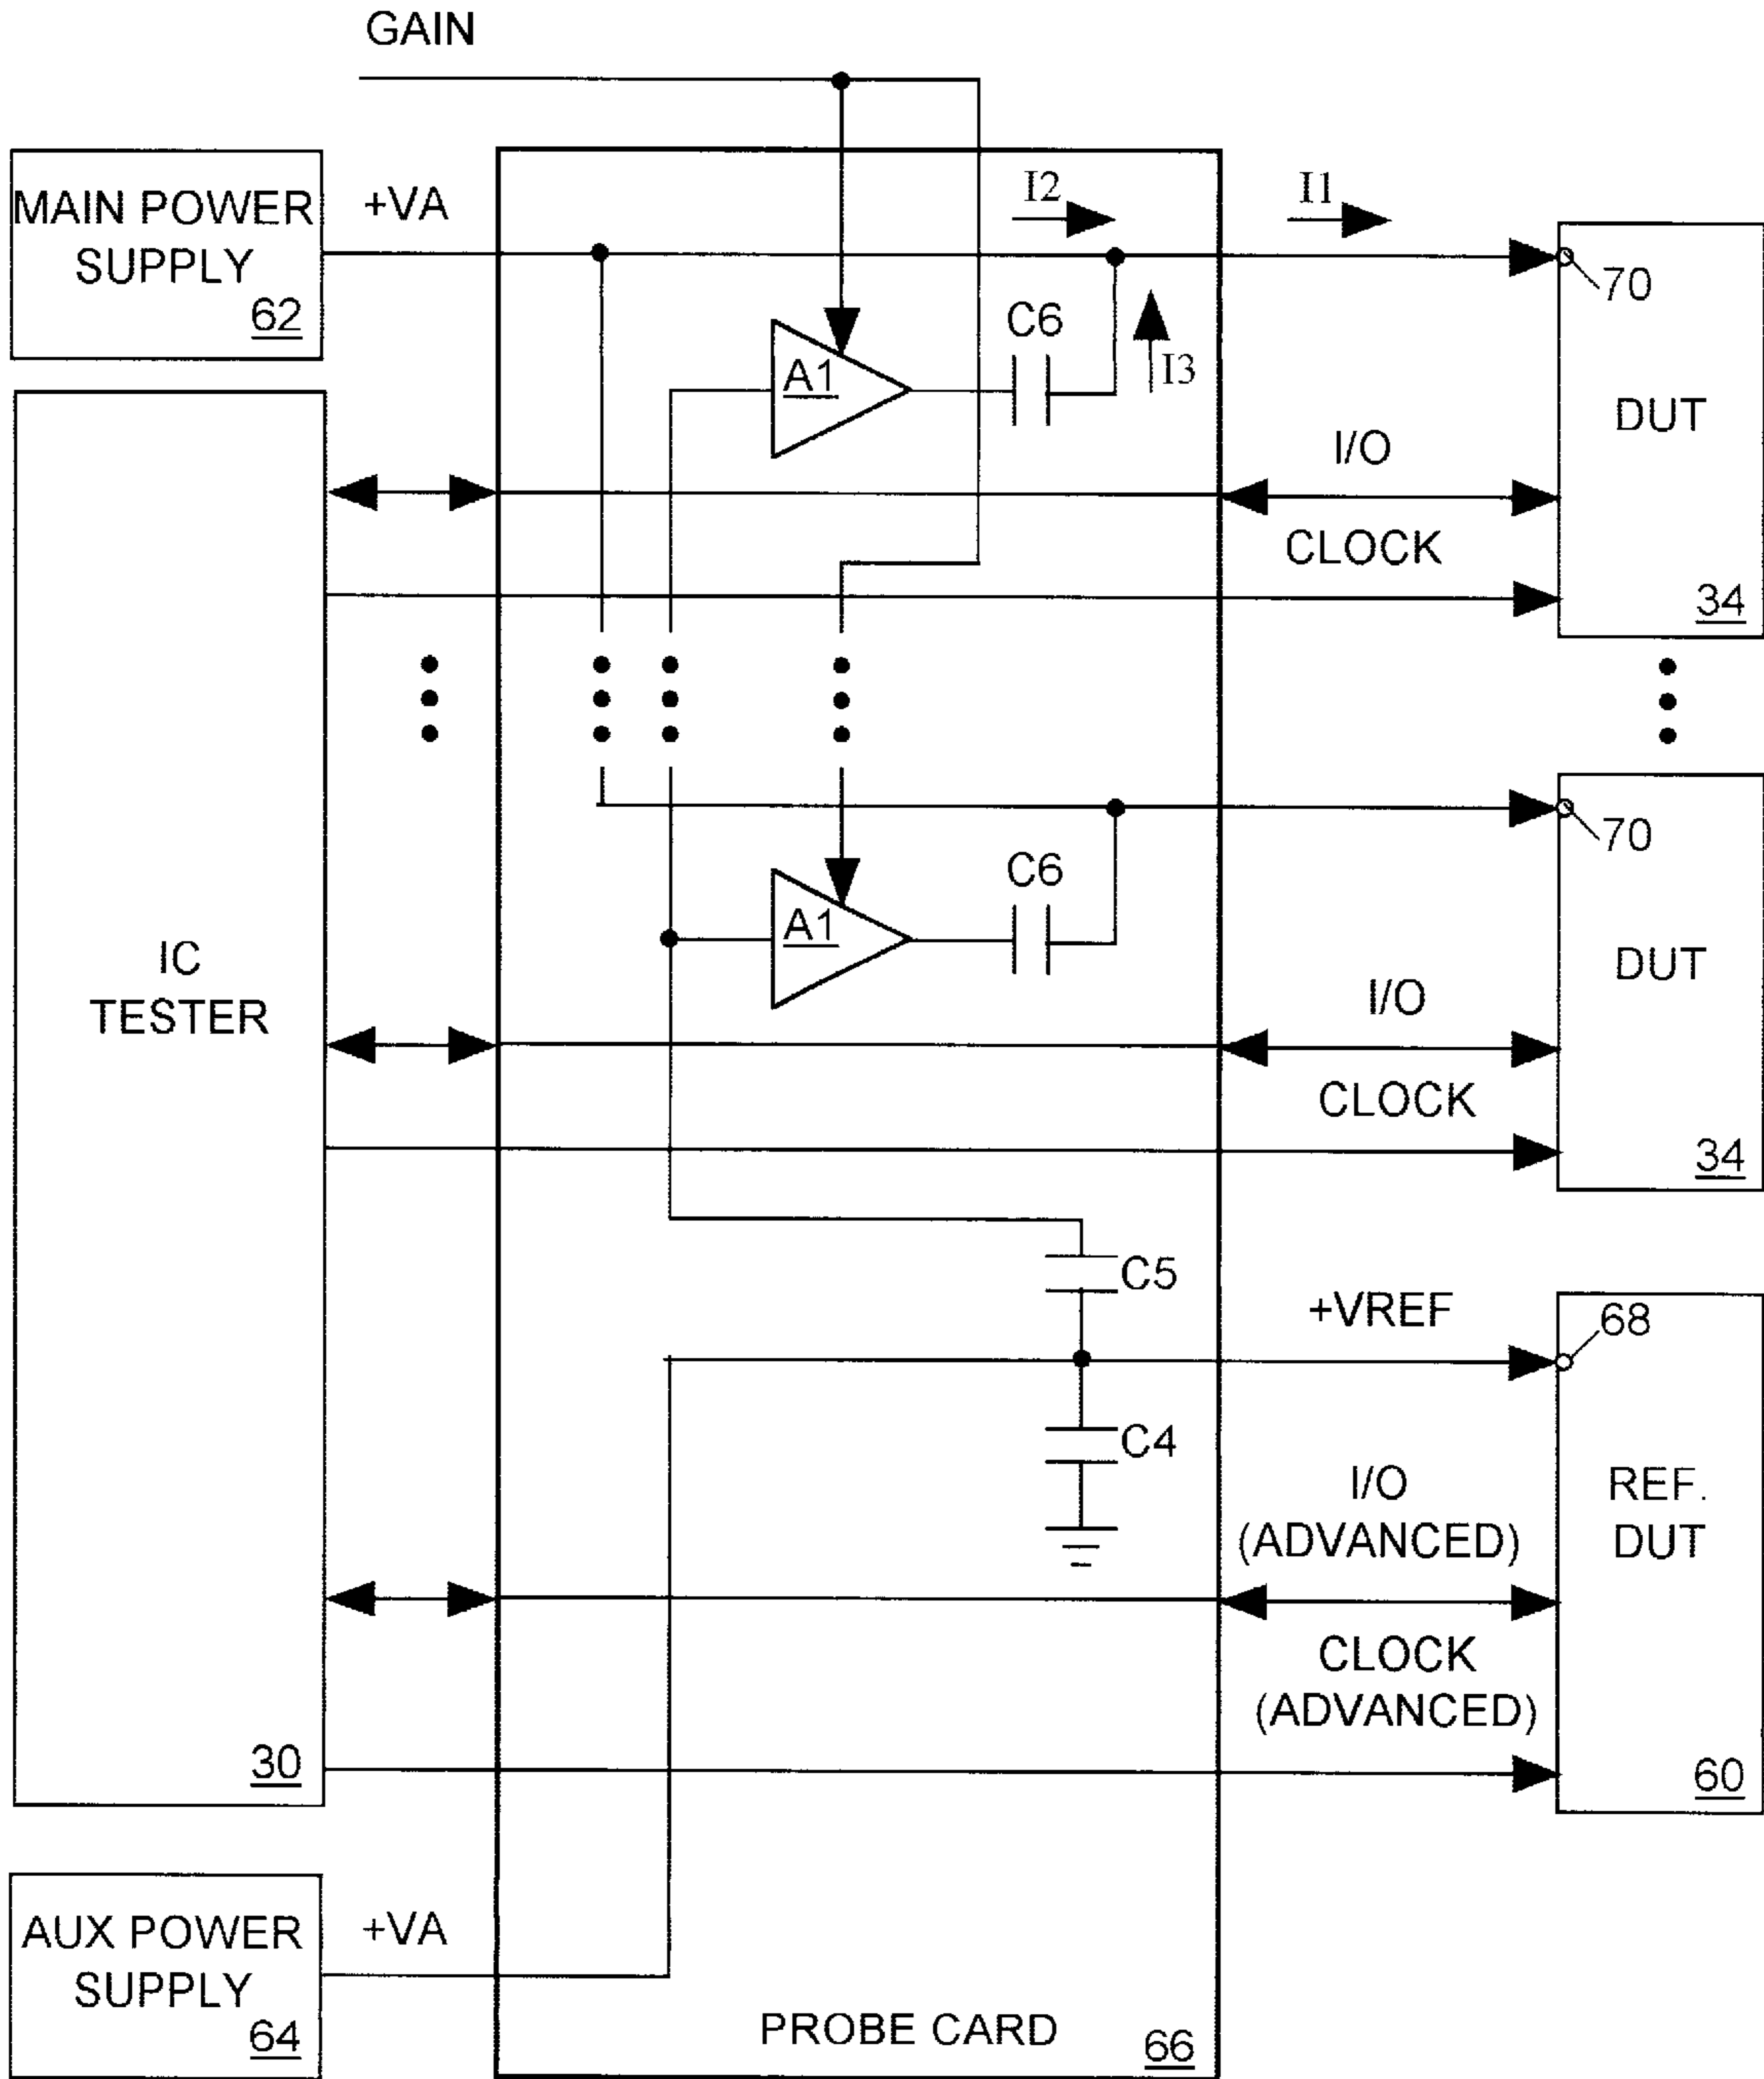 GAIN
MAIN POWER
SUPPLY
62
+VA
I2
I1
70
A1
C6
I3
DUT
I/O
CLOCK
34
70
A1
C6
DUT
I/O
CLOCK
34
IC
TESTER
30
C5
+VREF
68
C4
I/O
(ADVANCED)
REF.
DUT
CLOCK
(ADVANCED)
60
AUX POWER
SUPPLY
64
+VA
PROBE CARD
66